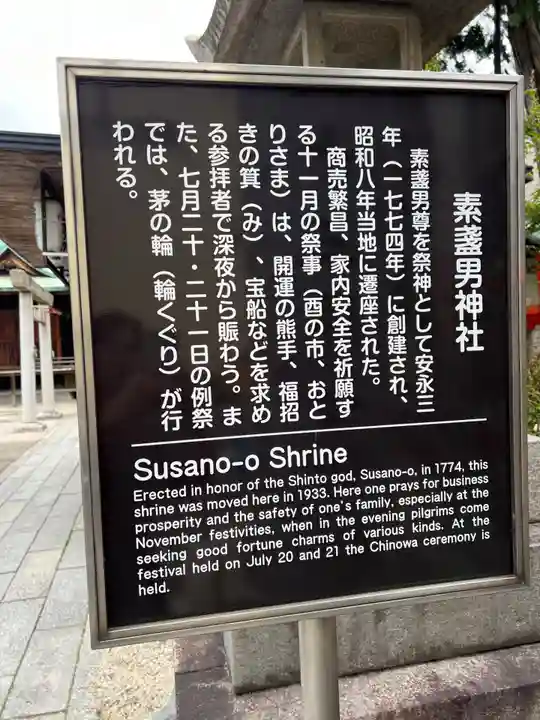 素盞男神社
素盞男尊を祭神として安永三
年（一七七四年）に創建され、
昭和八年当地に遷座された。
商売繁昌、家内安全を祈願す
る十一月の祭事（酉の市、おと
りさま）は、開運の熊手、福招
きの箕（み）、宝船などを求め
る参拝者で深夜から賑わう。ま
た、七月二十・二十一日の例祭
では、茅の輪（輪くぐり）が行
われる。
Susano-o Shrine
Erected in honor of the Shinto god, Susano-o, in 1774, this
shrine was moved here in 1933. Here one prays for business
prosperity and the safety of one's family, especially at the
November festivities, when in the evening pilgrims come
seeking good fortune charms of various kinds. At the
festival held on July 20 and 21 the Chinowa ceremony is
held.